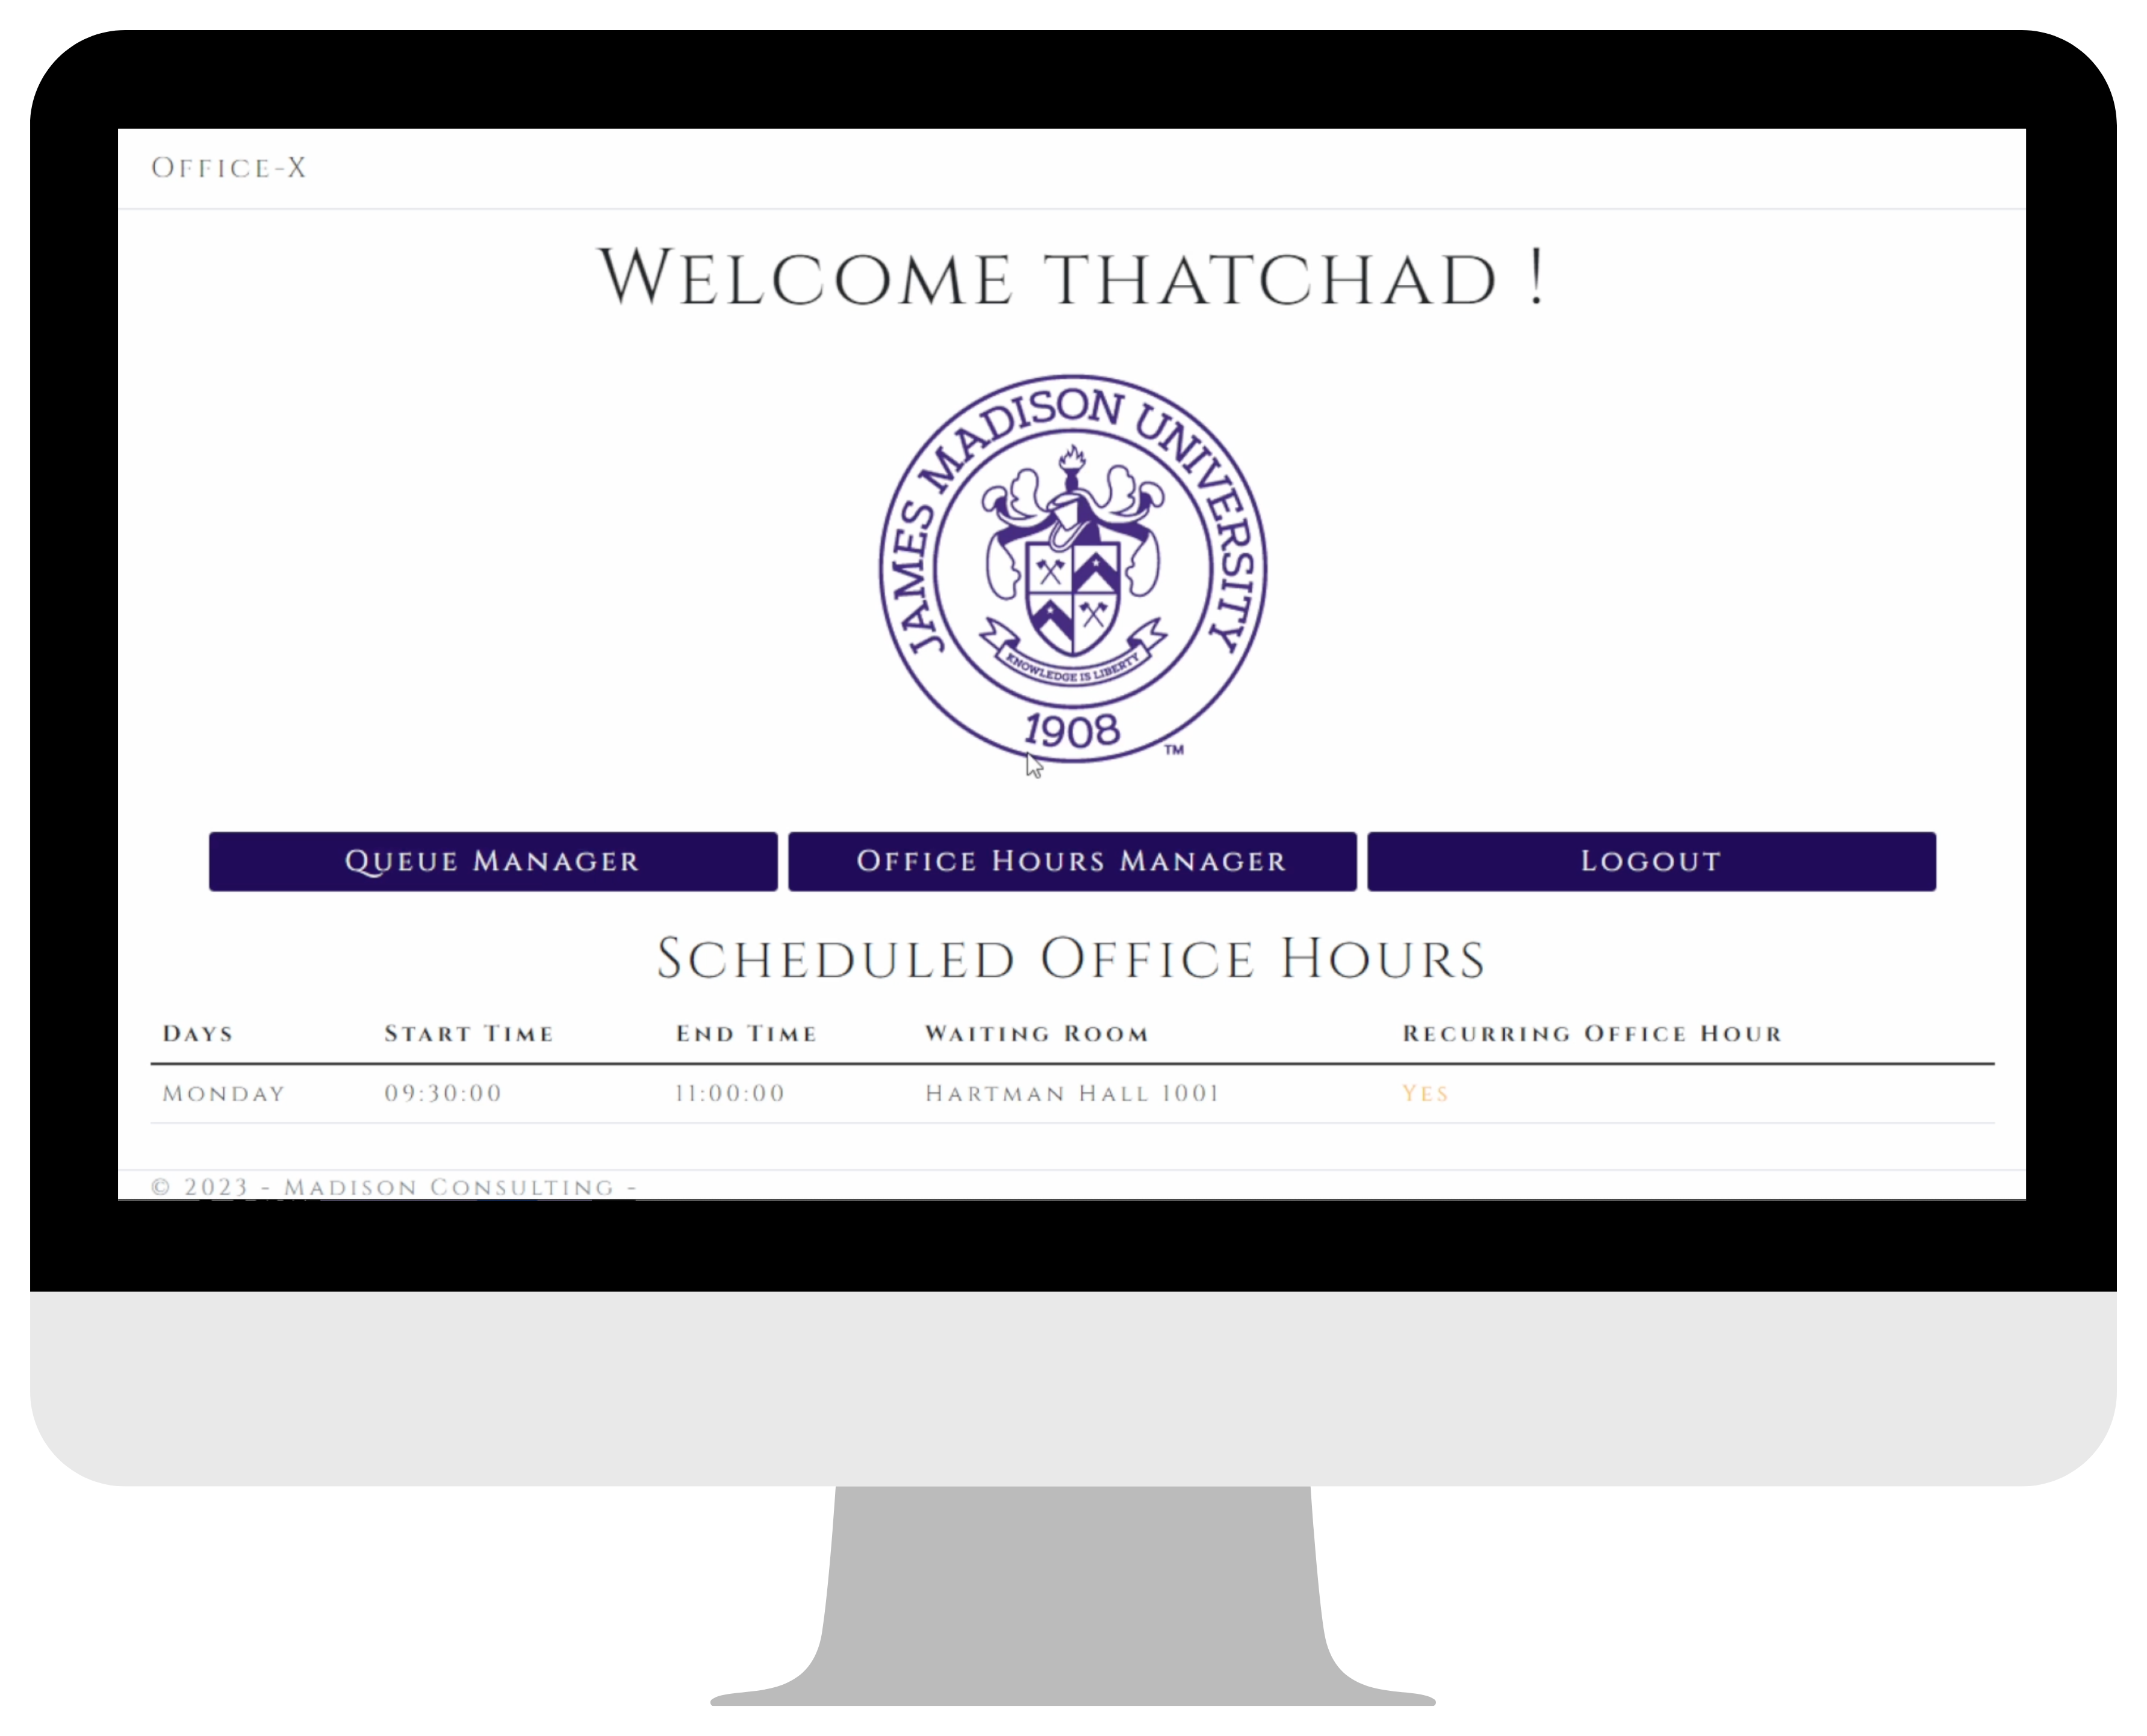 Office-X
Welcome thatchad !
JAMES MADISON UNIVERSITY
KNOWLEDGE IS LIBERTY
1908
TM
Queue Manager
Office Hours Manager
Logout
Scheduled Office Hours
Days Start Time End Time Waiting Room Recurring Office Hour
Monday 09:30:00 11:00:00 Hartman Hall 1001 Yes
© 2023 - Madison Consulting -